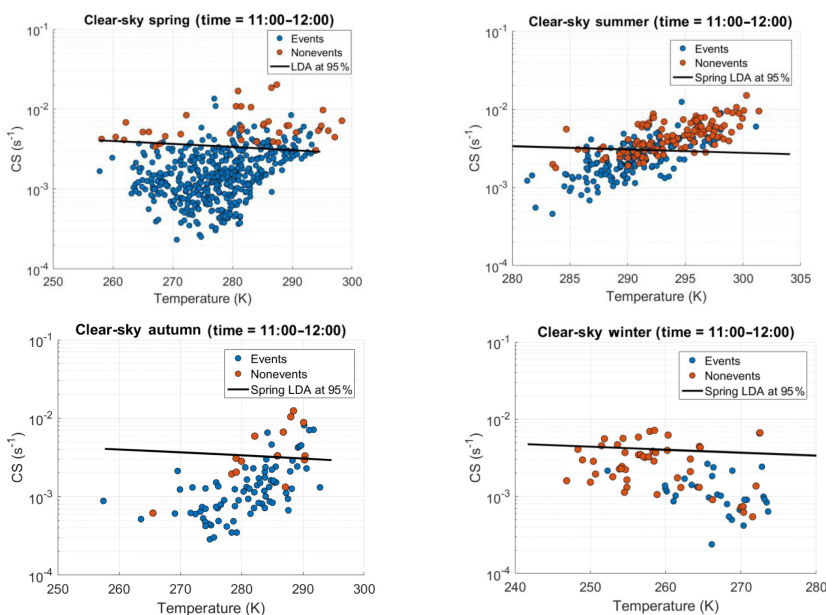 Clear-sky spring (time = 11:00–12:00)
CS (s⁻¹)
10⁻¹
10⁻²
10⁻³
10⁻⁴
Events
Nonevents
LDA at 95 %
250 260 270 280 290 300
Temperature (K)
Clear-sky summer (time = 11:00–12:00)
CS (s⁻¹)
10⁻¹
10⁻²
10⁻³
10⁻⁴
Events
Nonevents
Spring LDA at 95 %
280 285 290 295 300 305
Temperature (K)
Clear-sky autumn (time = 11:00–12:00)
CS (s⁻¹)
10⁻¹
10⁻²
10⁻³
10⁻⁴
Events
Nonevents
Spring LDA at 95 %
250 260 270 280 290 300
Temperature (K)
Clear-sky winter (time = 11:00–12:00)
CS (s⁻¹)
10⁻¹
10⁻²
10⁻³
10⁻⁴
Events
Nonevents
Spring LDA at 95 %
240 250 260 270 280
Temperature (K)